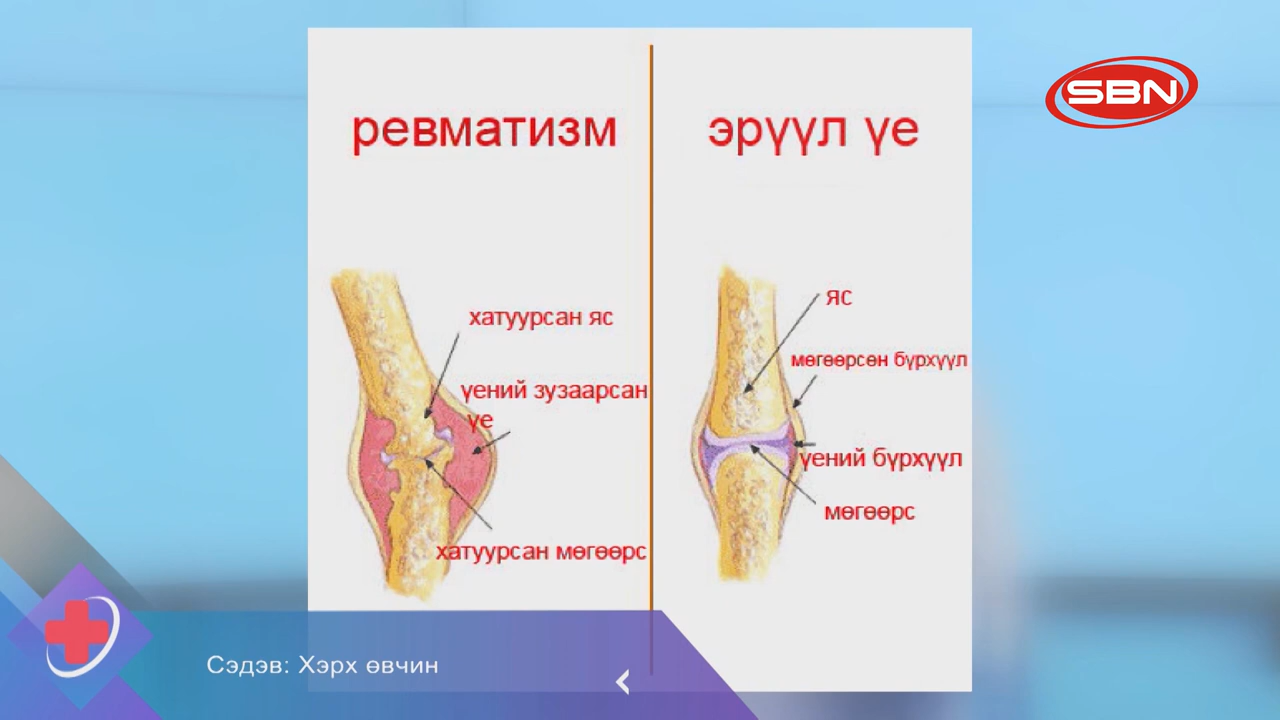 SBN
ревматизм
эрүүл үе
хатуурсан яс
үений зузаарсан
үе
хатуурсан мөгөөрс
яс
мөгөөрсөн бүрхүүл
үений бүрхүүл
мөгөөрс
Сэдэв: Хэрх өвчин